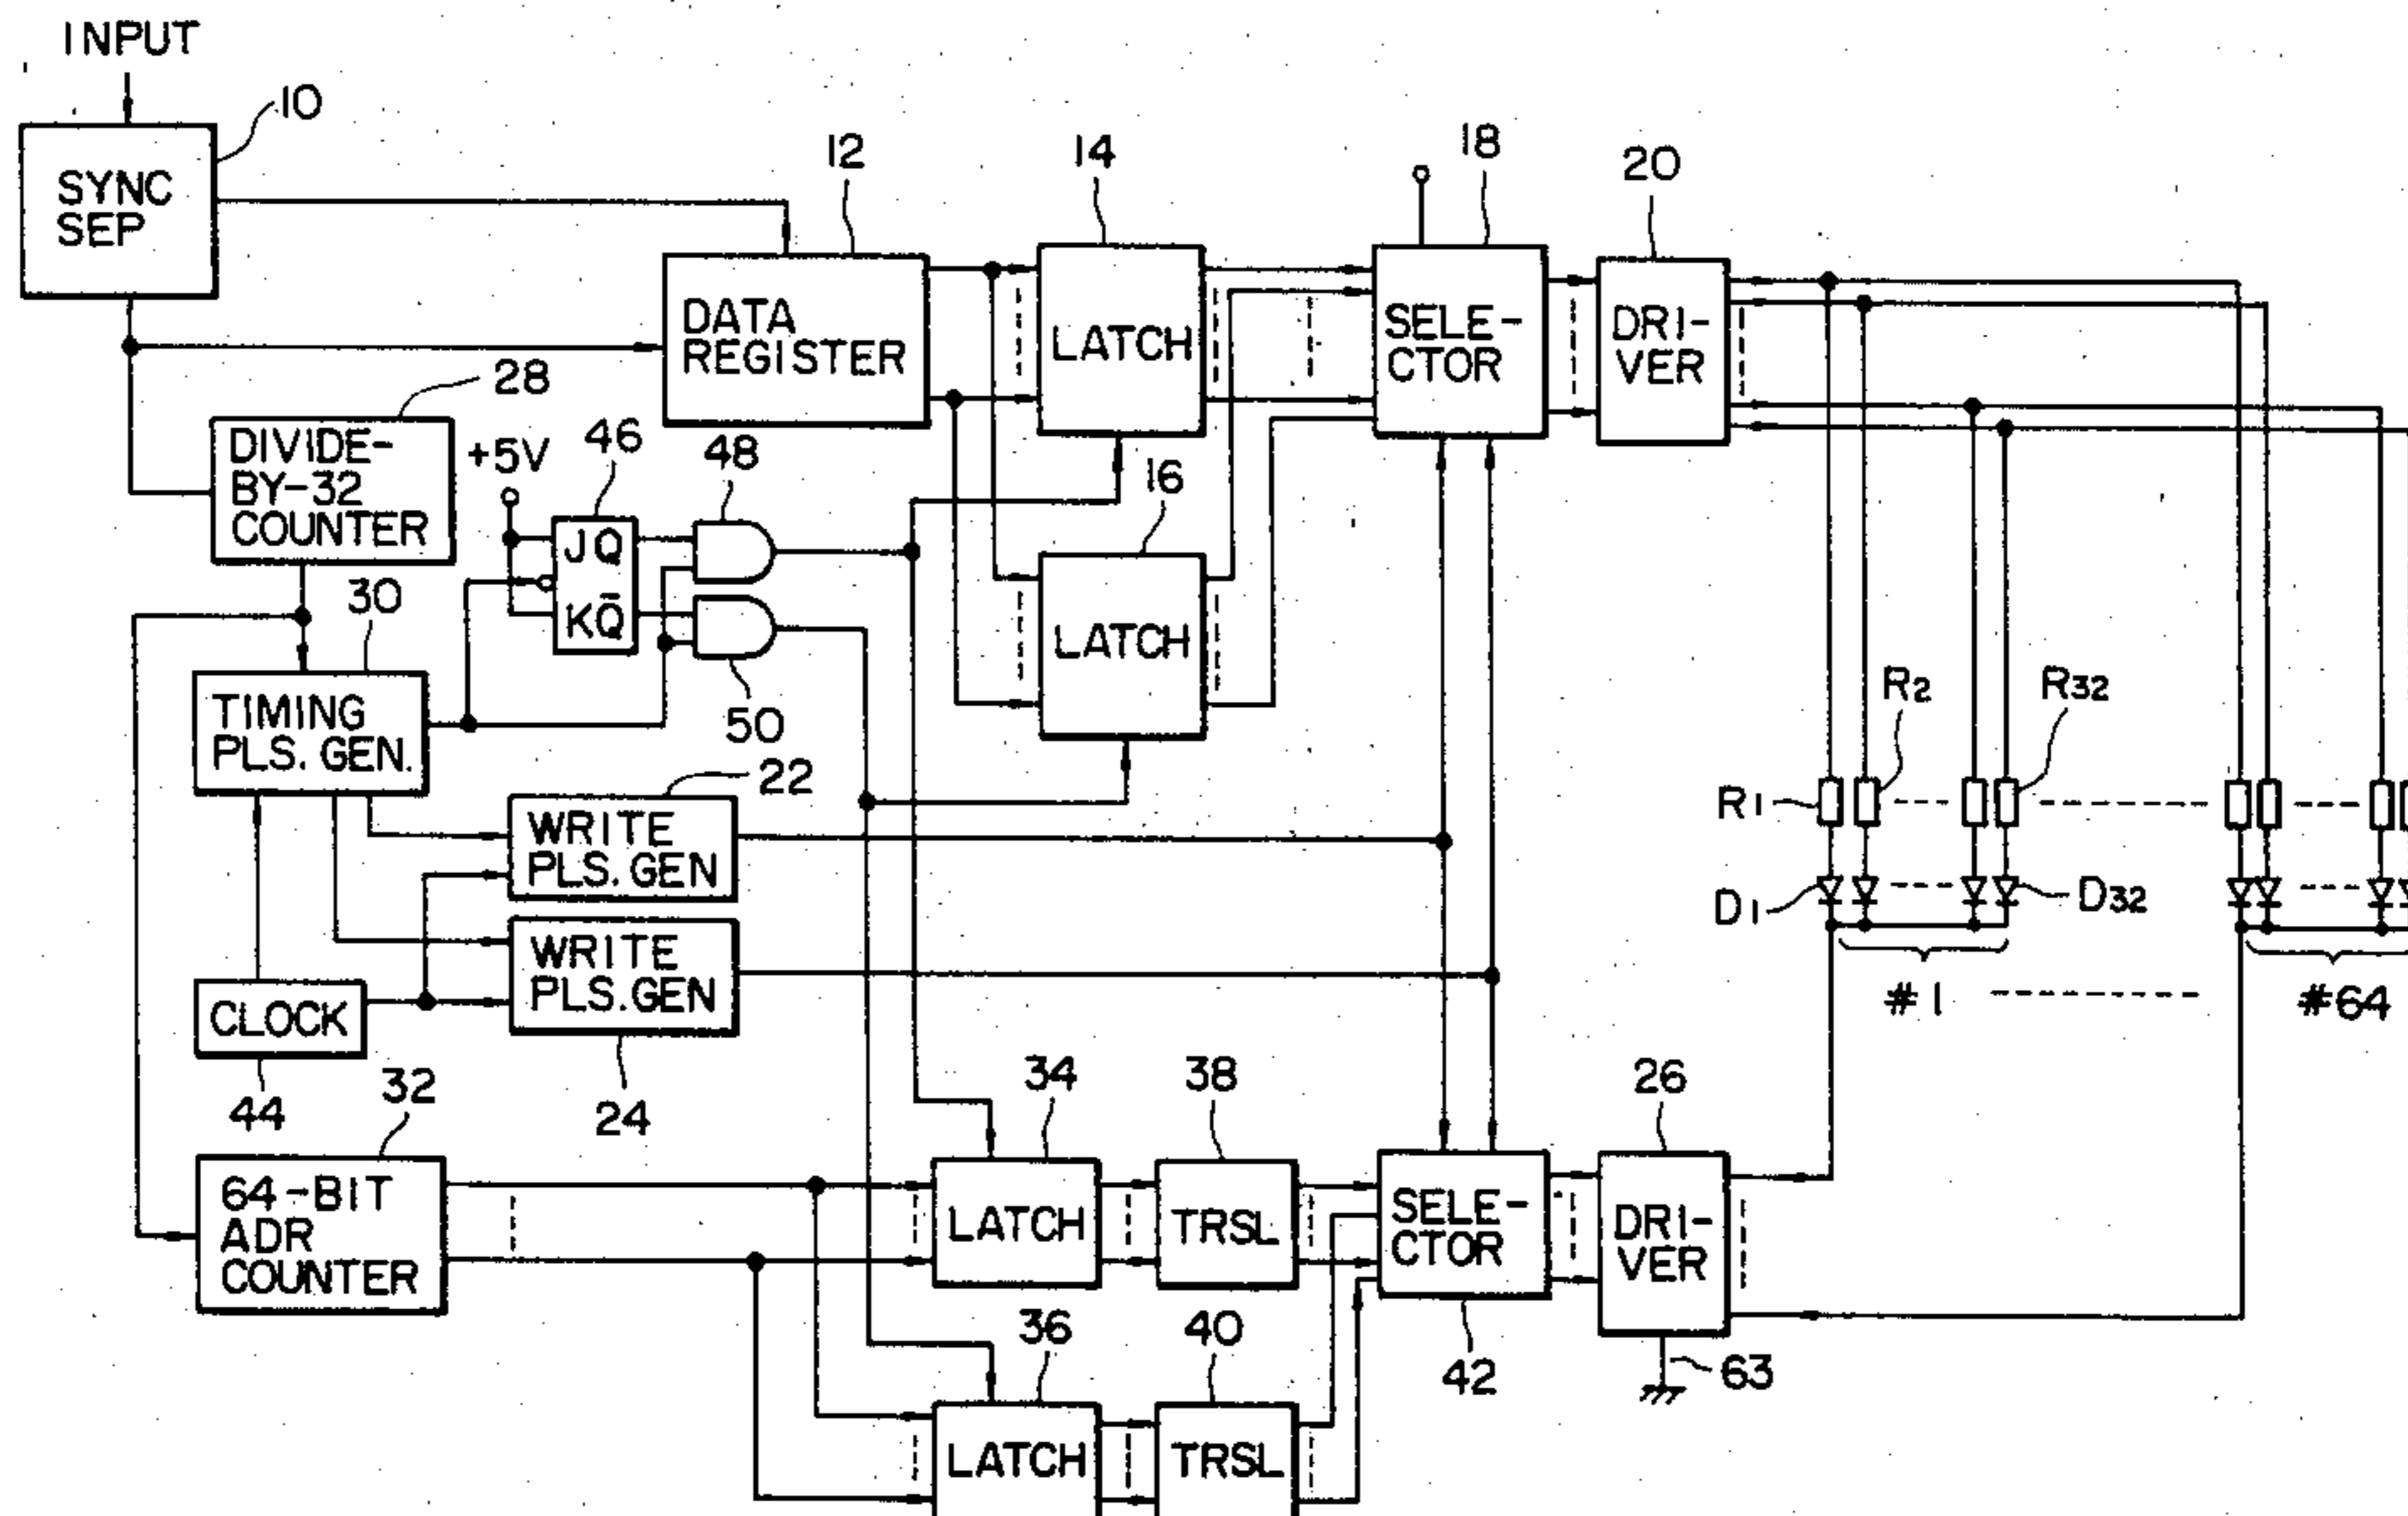 INPUT
10
SYNC
SEP
12
14
18
20
DATA
REGISTER
LATCH
SELE-
CTOR
DRI-
VER
28
DIVIDE-
BY-32
COUNTER
+5V
46
48
16
JQ
KQ̄
LATCH
30
TIMING
PLS. GEN.
50
22
WRITE
PLS. GEN
R1
R2
R32
D1
D32
WRITE
PLS. GEN
CLOCK
#1
#64
44
32
24
34
38
26
64-BIT
ADR
COUNTER
LATCH
TRSL
SELE-
CTOR
DRI-
VER
36
40
42
63
LATCH
TRSL